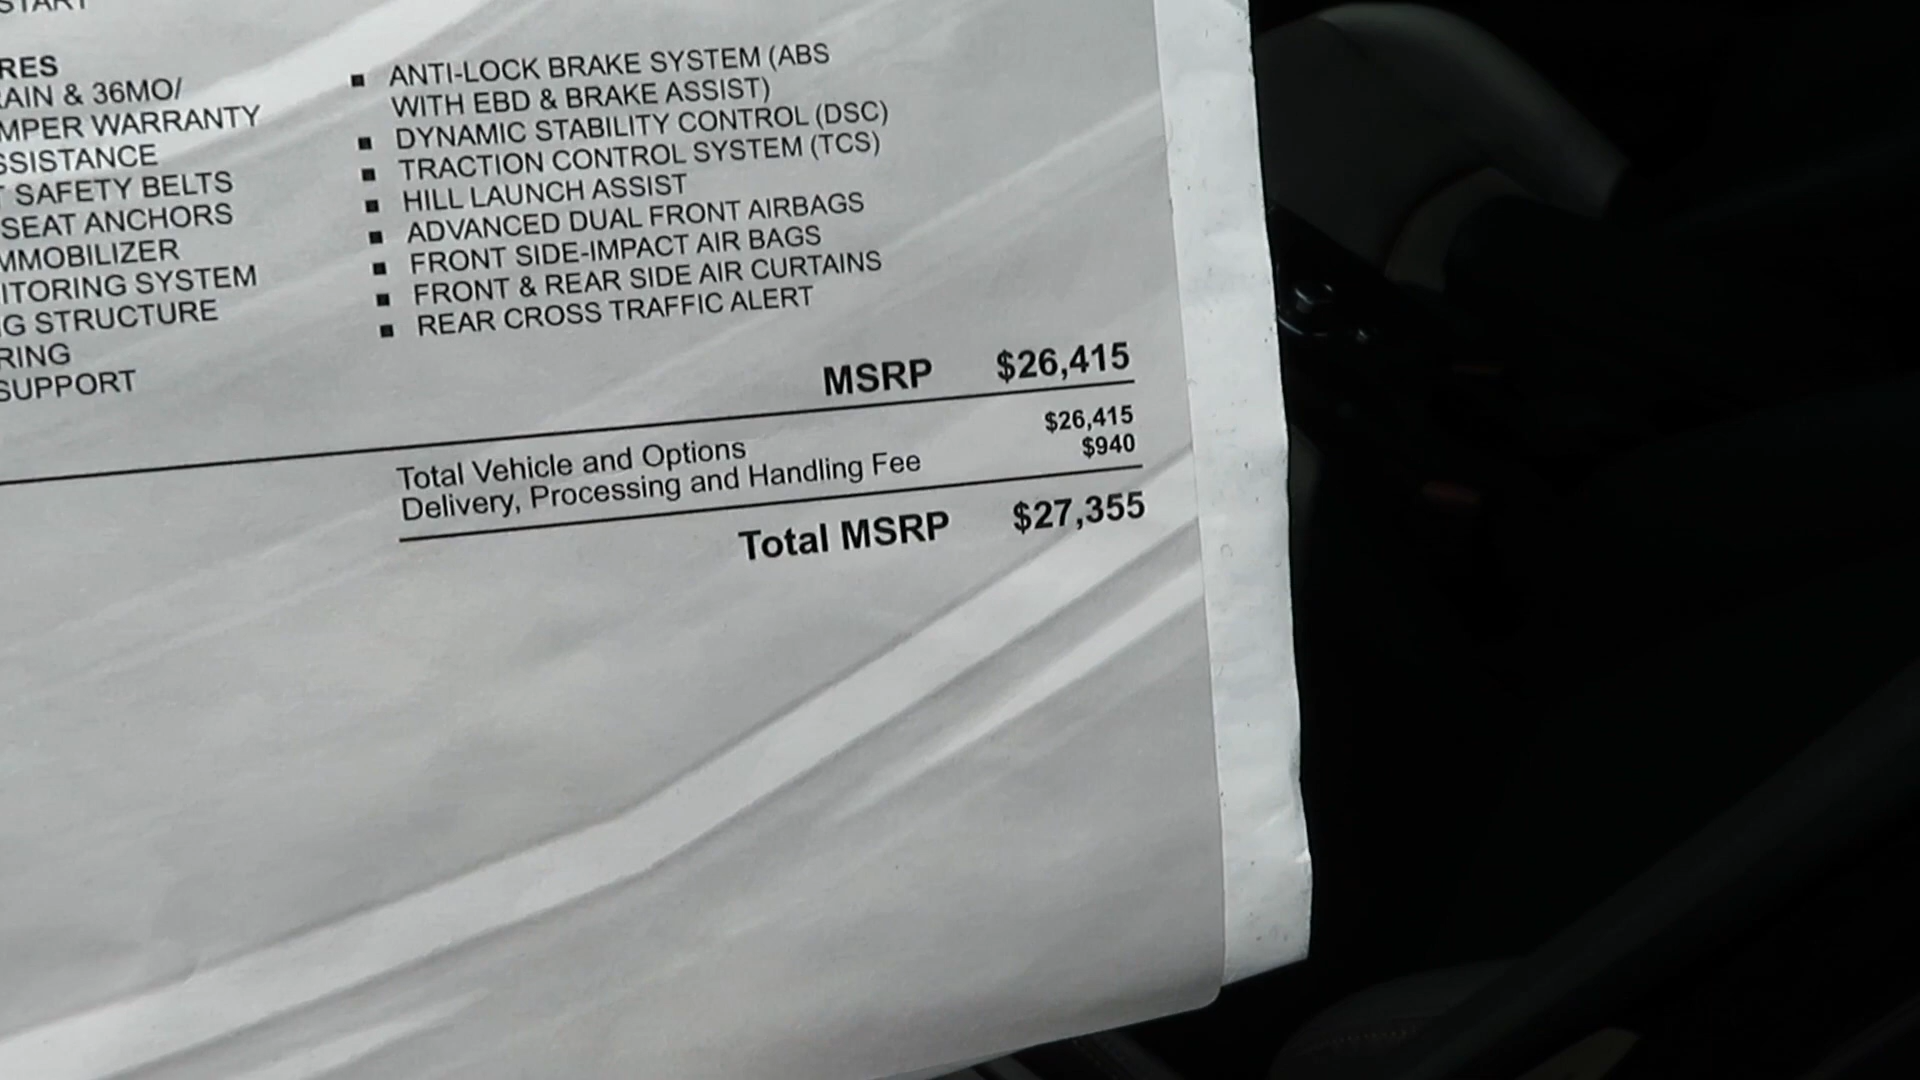 START
RES
AIN & 36MO/
MPER WARRANTY
SSISTANCE
SAFETY BELTS
SEAT ANCHORS
MMOBILIZER
ITORING SYSTEM
G STRUCTURE
RING
SUPPORT
▪ ANTI-LOCK BRAKE SYSTEM (ABS
WITH EBD & BRAKE ASSIST)
▪ DYNAMIC STABILITY CONTROL (DSC)
▪ TRACTION CONTROL SYSTEM (TCS)
▪ HILL LAUNCH ASSIST
▪ ADVANCED DUAL FRONT AIRBAGS
▪ FRONT SIDE-IMPACT AIR BAGS
▪ FRONT & REAR SIDE AIR CURTAINS
▪ REAR CROSS TRAFFIC ALERT
MSRP $26,415
Total Vehicle and Options $26,415
Delivery, Processing and Handling Fee $940
Total MSRP $27,355